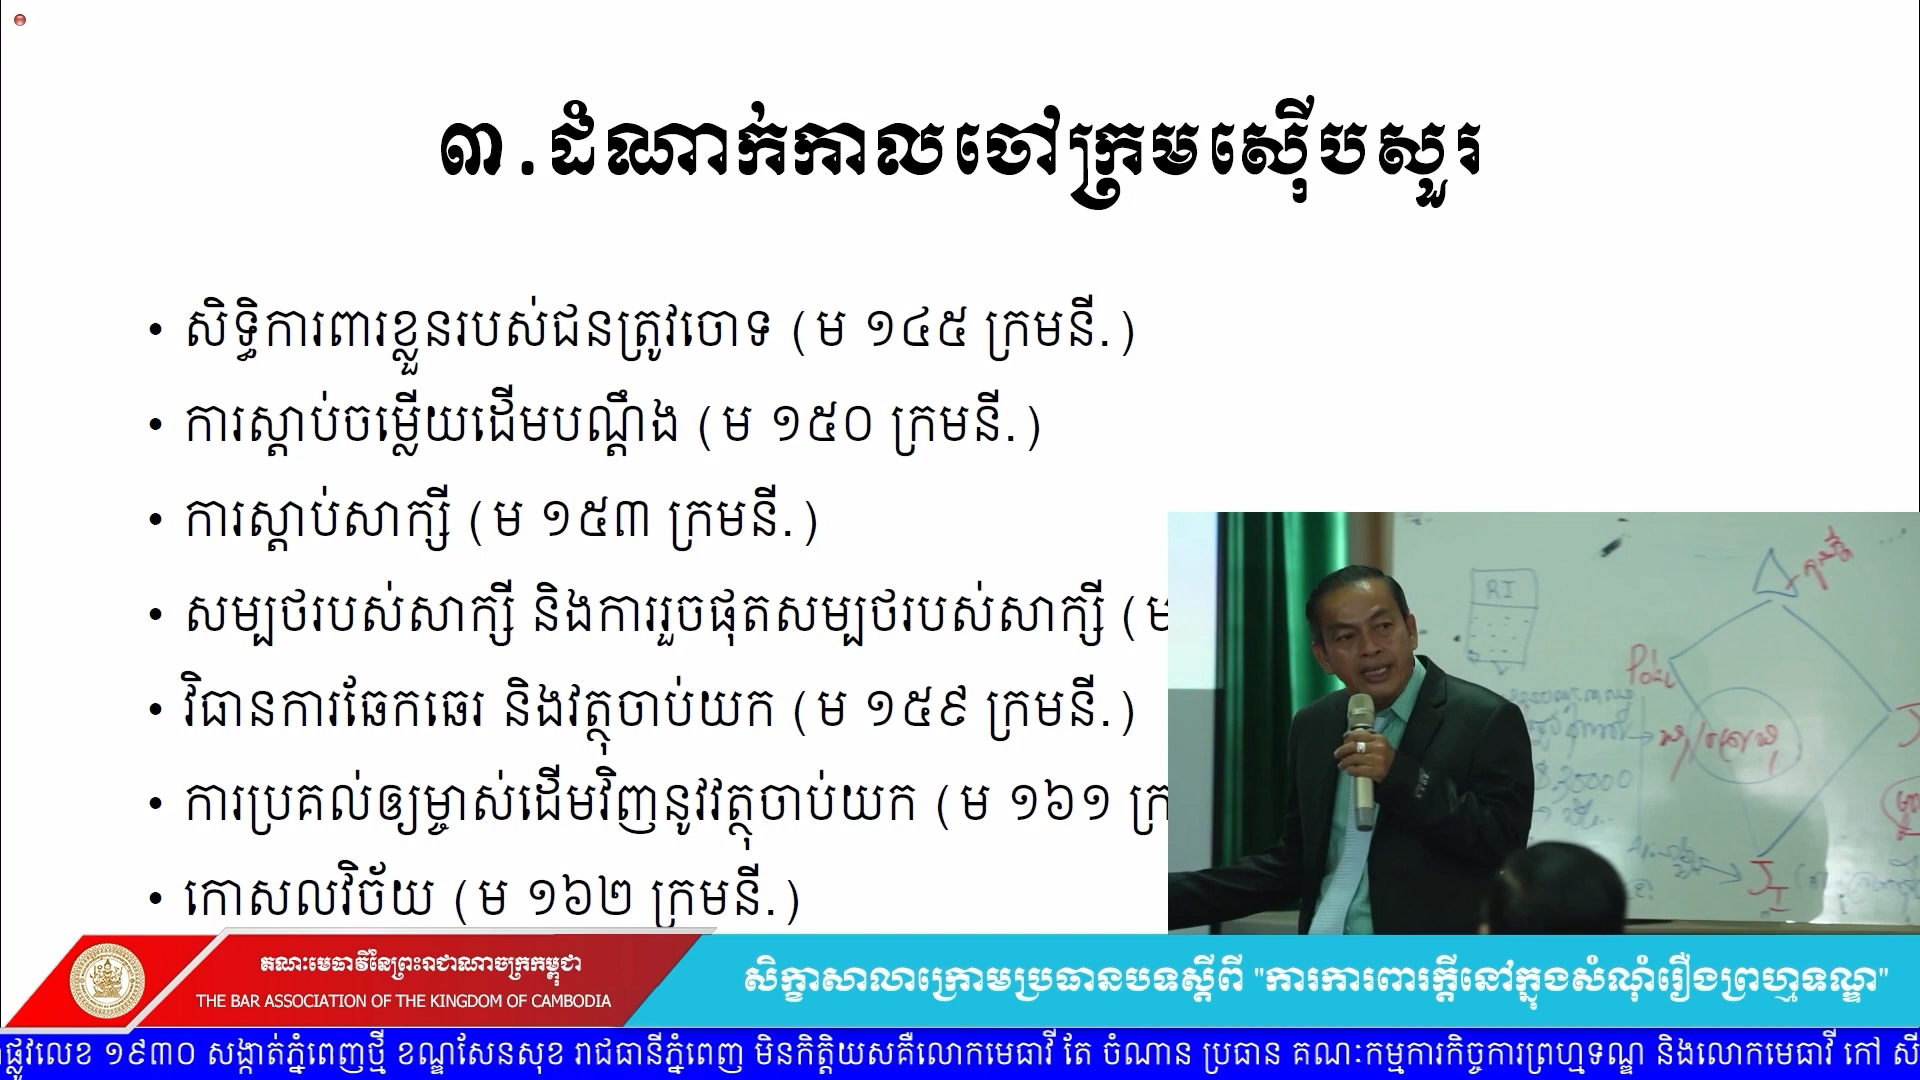 ៣. ដំណាក់កាលចៅក្រមស៊ើបសួរ
• សិទ្ធិការពារខ្លួនរបស់ជនត្រូវចោទ (ម ១៤៥ ក្រមនី.)
• ការស្តាប់ចម្លើយដើមបណ្តឹង (ម ១៥០ ក្រមនី.)
• ការស្តាប់សាក្សី (ម ១៥៣ ក្រមនី.)
• សម្បថរបស់សាក្សី និងការរួចផុតសម្បថរបស់សាក្សី (ម
• វិធានការឆែកឆេរ និងវត្ថុចាប់យក (ម ១៥៩ ក្រមនី.)
• ការប្រគល់ឲ្យម្ចាស់ដើមវិញនូវវត្ថុចាប់យក (ម ១៦១ ក្រ
• កោសលវិច័យ (ម ១៦២ ក្រមនី.)
RI
គណៈមេធាវីនៃព្រះរាជាណាចក្រកម្ពុជា
THE BAR ASSOCIATION OF THE KINGDOM OF CAMBODIA
សិក្ខាសាលាក្រោមប្រធានបទស្តីពី "ការការពារក្តីនៅក្នុងសំណុំរឿងព្រហ្មទណ្ឌ"
ផ្លូវលេខ ១៩៣០ សង្កាត់ភ្នំពេញថ្មី ខណ្ឌសែនសុខ រាជធានីភ្នំពេញ មិនកិត្តិយសគឺលោកមេធាវី តែ ចំណាន ប្រធាន គណៈកម្មការកិច្ចការព្រហ្មទណ្ឌ និងលោកមេធាវី កៅ ស៊ី